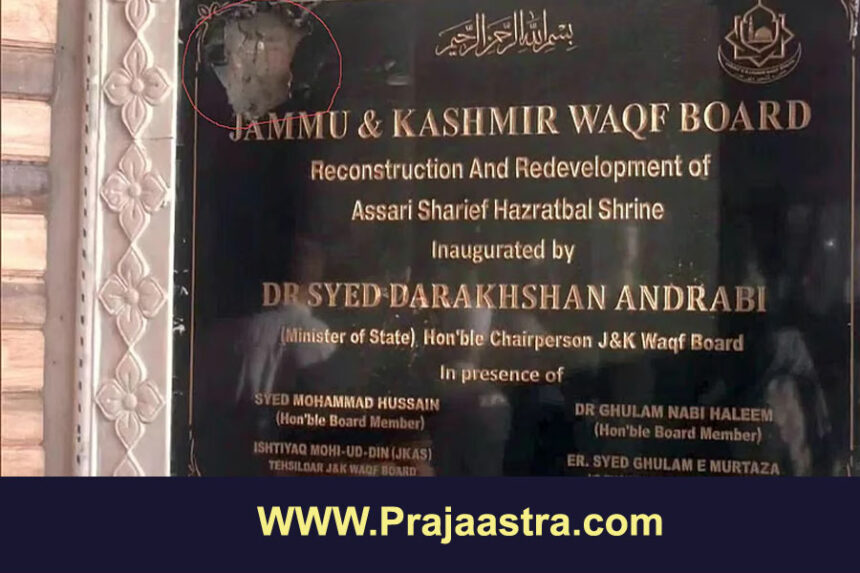 بسم الله الرحمن الرحيم
JAMMU & KASHMIR WAQF BOARD
Reconstruction And Redevelopment of
Assari Sharief Hazratbal Shrine
Inaugurated by
DR SYED DARAKHSHAN ANDRABI
(Minister of State), Hon'ble Chairperson J&K Waqf Board
In presence of
SYED MOHAMMAD HUSSAIN
(Hon'ble Board Member)
ISHTIYAQ MOHI-UD-DIN (JKAS)
TEHSILDAR J&K WAQF BOARD
DR GHULAM NABI HALEEM
(Hon'ble Board Member)
ER. SYED GHULAM E MURTAZA
WWW.Prajaastra.com